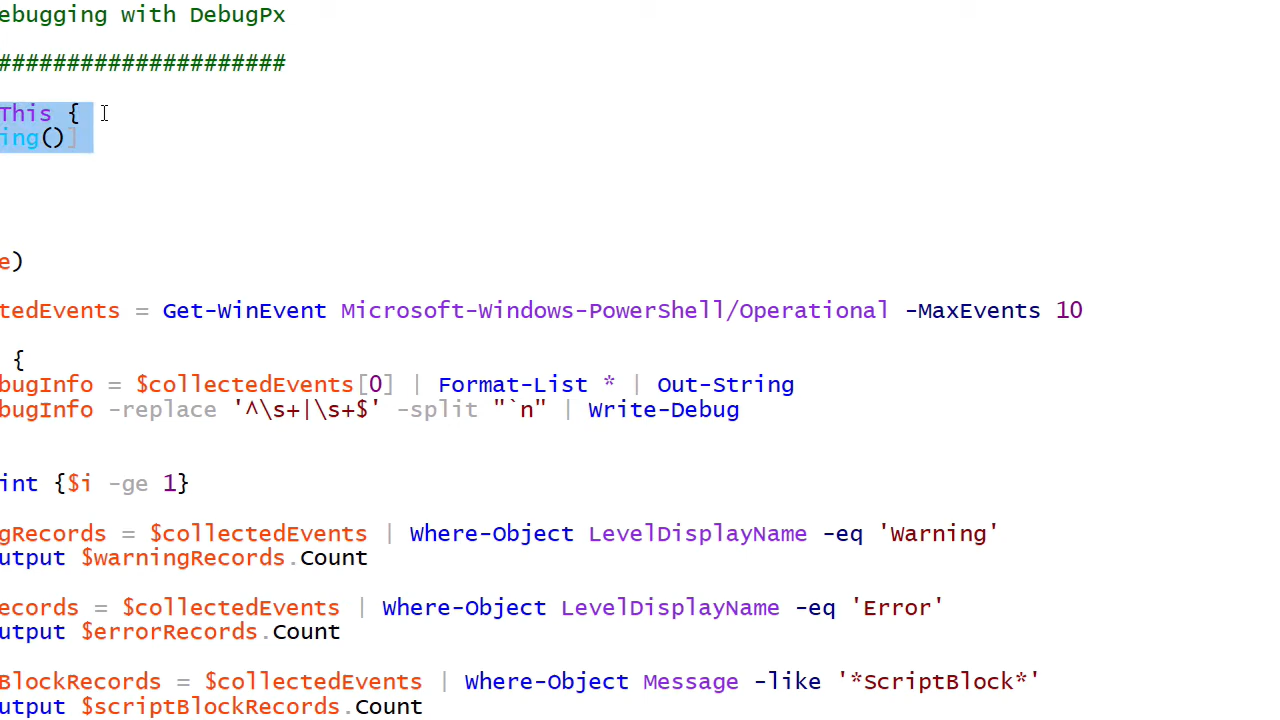 ebugging with DebugPx
#####################
This {
ing()]
e)
tedEvents = Get-WinEvent Microsoft-Windows-PowerShell/Operational -MaxEvents 10
{
bugInfo = $collectedEvents[0] | Format-List * | Out-String
bugInfo -replace '^\s+|\s+$' -split "`n" | Write-Debug
int {$i -ge 1}
gRecords = $collectedEvents | Where-Object LevelDisplayName -eq 'Warning'
utput $warningRecords.Count
ecords = $collectedEvents | Where-Object LevelDisplayName -eq 'Error'
utput $errorRecords.Count
BlockRecords = $collectedEvents | Where-Object Message -like '*ScriptBlock*'
utput $scriptBlockRecords.Count